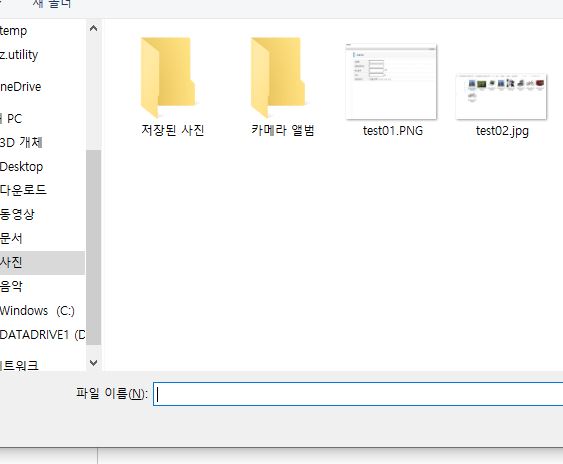 새 폴더
temp
z.utility
neDrive
PC
3D 개체
Desktop
다운로드
동영상
문서
사진
음악
Windows (C:)
DATADRIVE1 (D
트워크
저장된 사진
카메라 앨범
test01.PNG
test02.jpg
파일 이름(N):